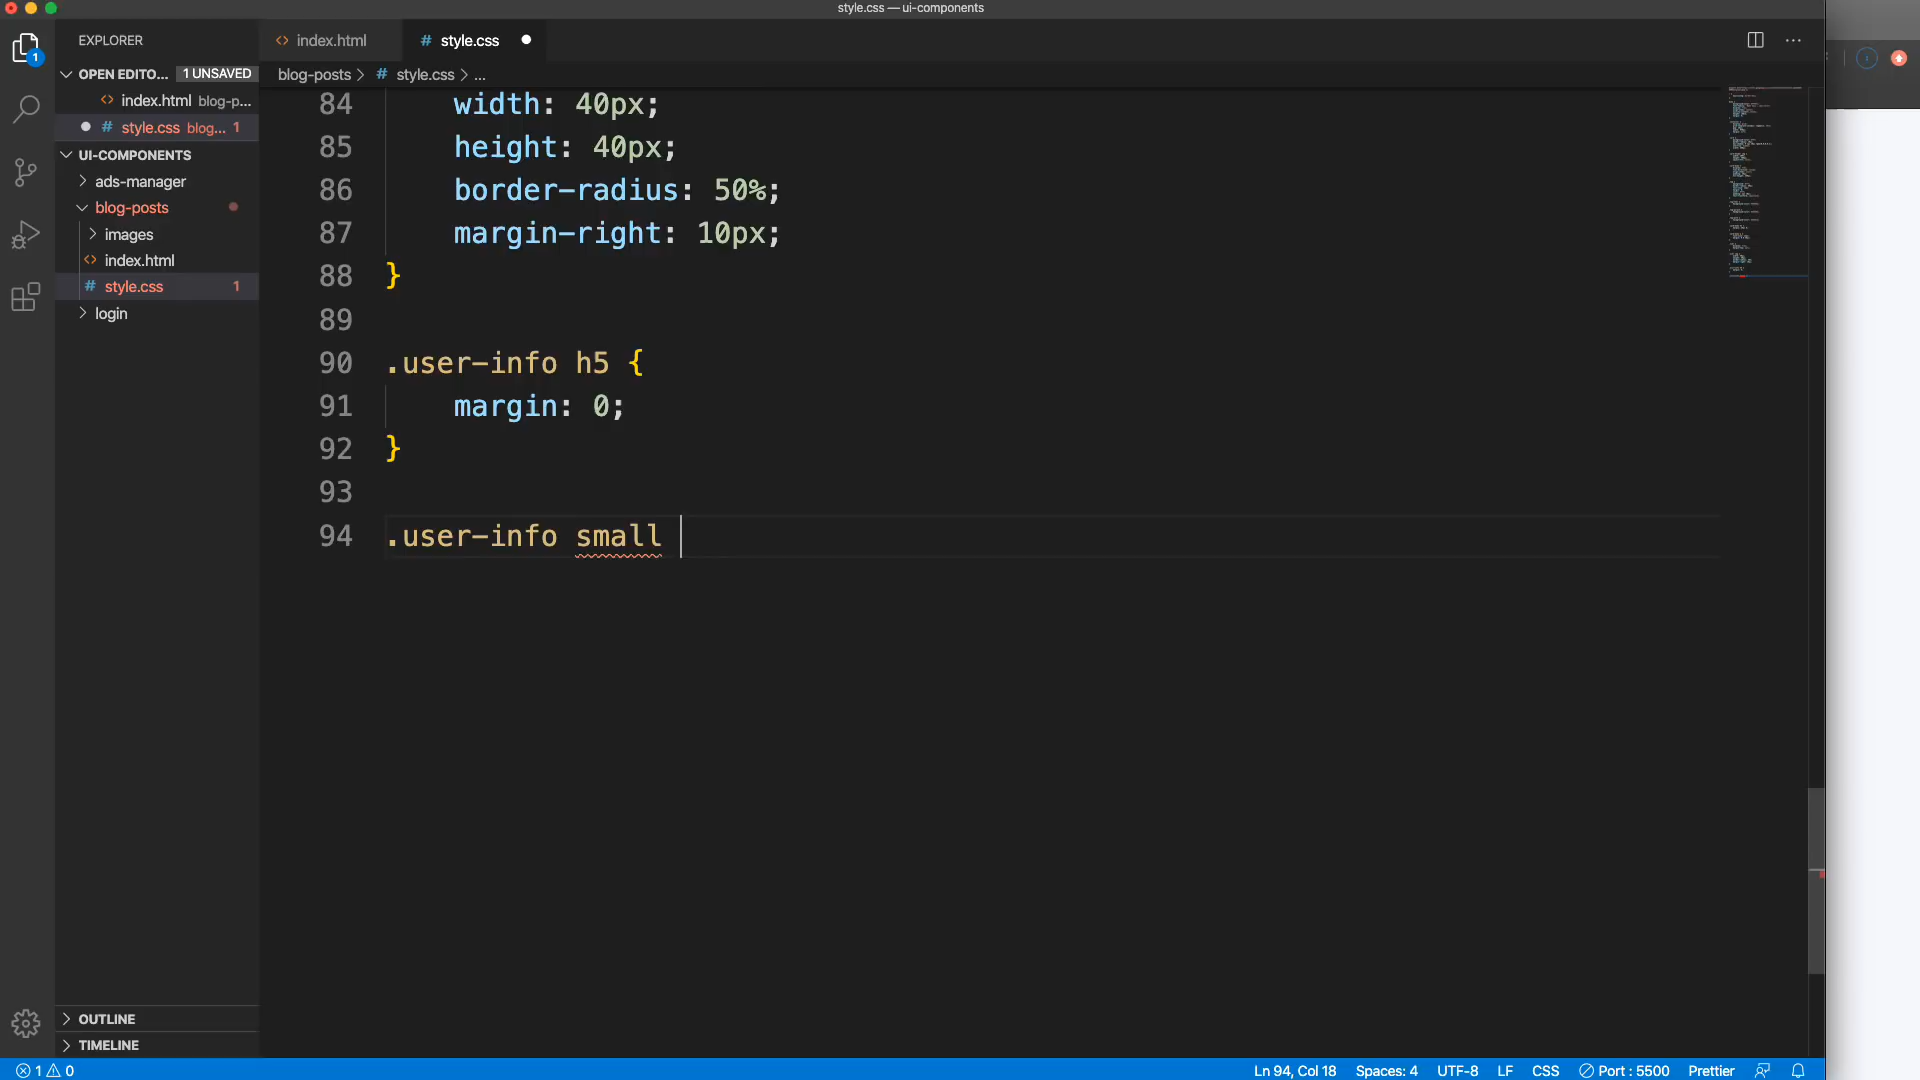 style.css — ui-components
EXPLORER
OPEN EDITO... 1 UNSAVED
index.html blog-p...
style.css blog... 1
UI-COMPONENTS
ads-manager
blog-posts
images
index.html
style.css 1
login
OUTLINE
TIMELINE
1
index.html
# style.css
blog-posts > # style.css > ...
84 width: 40px;
85 height: 40px;
86 border-radius: 50%;
87 margin-right: 10px;
88 }
89
90 .user-info h5 {
91 margin: 0;
92 }
93
94 .user-info small
1 0
Ln 94, Col 18 Spaces: 4 UTF-8 LF CSS Port : 5500 Prettier